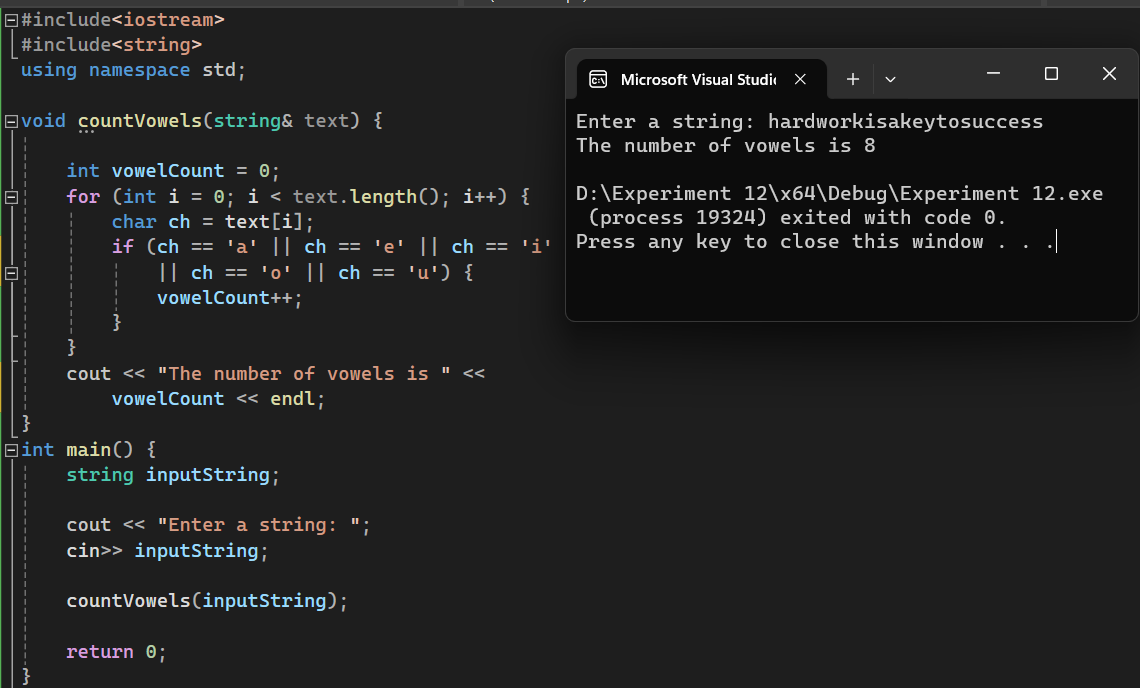 #include<iostream>
#include<string>
using namespace std;
void countVowels(string& text) {
int vowelCount = 0;
for (int i = 0; i < text.length(); i++) {
char ch = text[i];
if (ch == 'a' || ch == 'e' || ch == 'i'
|| ch == 'o' || ch == 'u') {
vowelCount++;
}
}
cout << "The number of vowels is " <<
vowelCount << endl;
}
int main() {
string inputString;
cout << "Enter a string: ";
cin>> inputString;
countVowels(inputString);
return 0;
}
Microsoft Visual Studi
Enter a string: hardworkisakeytosuccess
The number of vowels is 8
D:\Experiment 12\x64\Debug\Experiment 12.exe
(process 19324) exited with code 0.
Press any key to close this window . . .